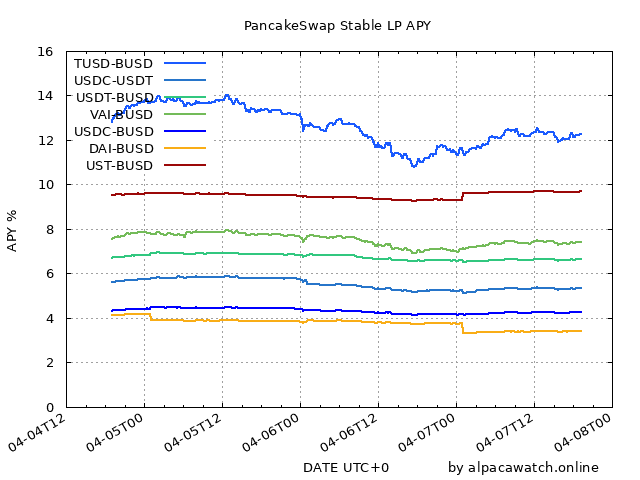 PancakeSwap Stable LP APY
16
14
12
10
8
6
4
2
0
APY %
TUSD-BUSD
USDC-USDT
USDT-BUSD
VAI-BUSD
USDC-BUSD
DAI-BUSD
UST-BUSD
04-04T12
04-05T00
04-05T12
04-06T00
04-06T12
04-07T00
04-07T12
04-08T00
DATE UTC+0
by alpacawatch.online